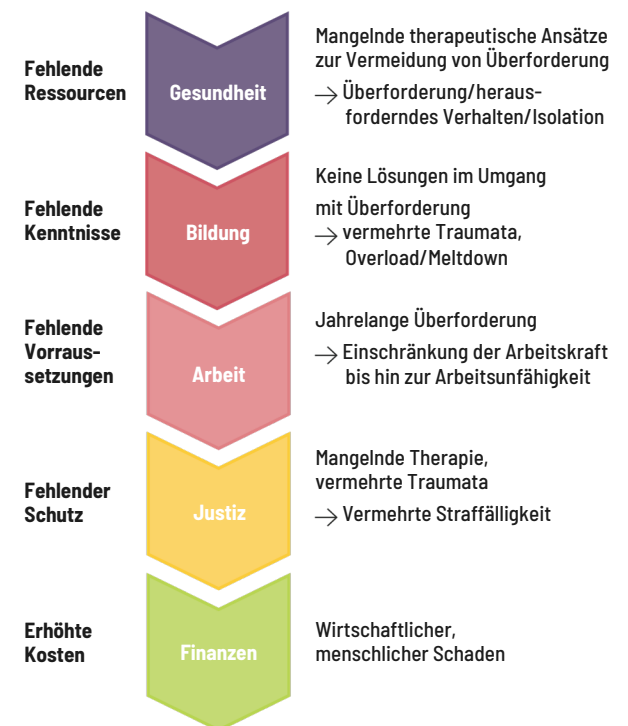 Fehlende
Ressourcen
Gesundheit
Mangelnde therapeutische Ansätze
zur Vermeidung von Überforderung
→ Überforderung/heraus-
forderndes Verhalten/Isolation
Fehlende
Kenntnisse
Bildung
Keine Lösungen im Umgang
mit Überforderung
→ vermehrte Traumata,
Overload/Meltdown
Fehlende
Vorraus-
setzungen
Arbeit
Jahrelange Überforderung
→ Einschränkung der Arbeitskraft
bis hin zur Arbeitsunfähigkeit
Fehlender
Schutz
Justiz
Mangelnde Therapie,
vermehrte Traumata
→ Vermehrte Straffälligkeit
Erhöhte
Kosten
Finanzen
Wirtschaftlicher,
menschlicher Schaden